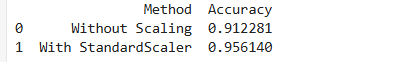 Method Accuracy
0 Without Scaling 0.912281
1 With StandardScaler 0.956140